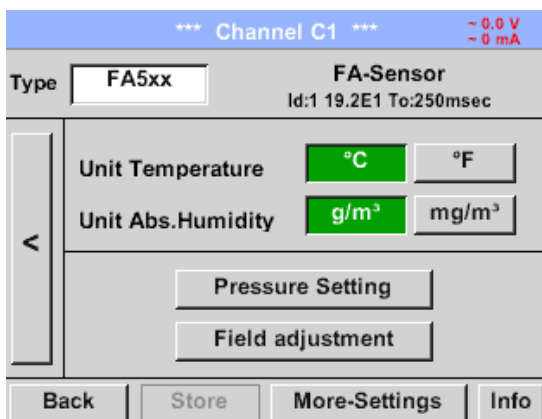 *** Channel C1 ***
~ 0.0 V
~ 0 mA
Type FA5xx
FA-Sensor
Id:1 19.2E1 To:250msec
Unit Temperature °C °F
Unit Abs.Humidity g/m³ mg/m³
<
Pressure Setting
Field adjustment
Back Store More-Settings Info